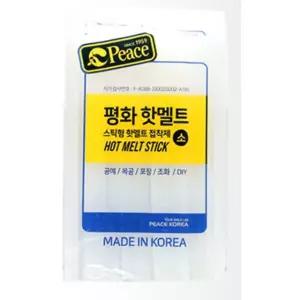 SINCE 1959
Peace
평화 핫멜트
스틱형 핫멜트 접착제 소
HOT MELT STICK
공예 / 목공 / 포장 / 조화 / DIY
PEACE KOREA
MADE IN KOREA